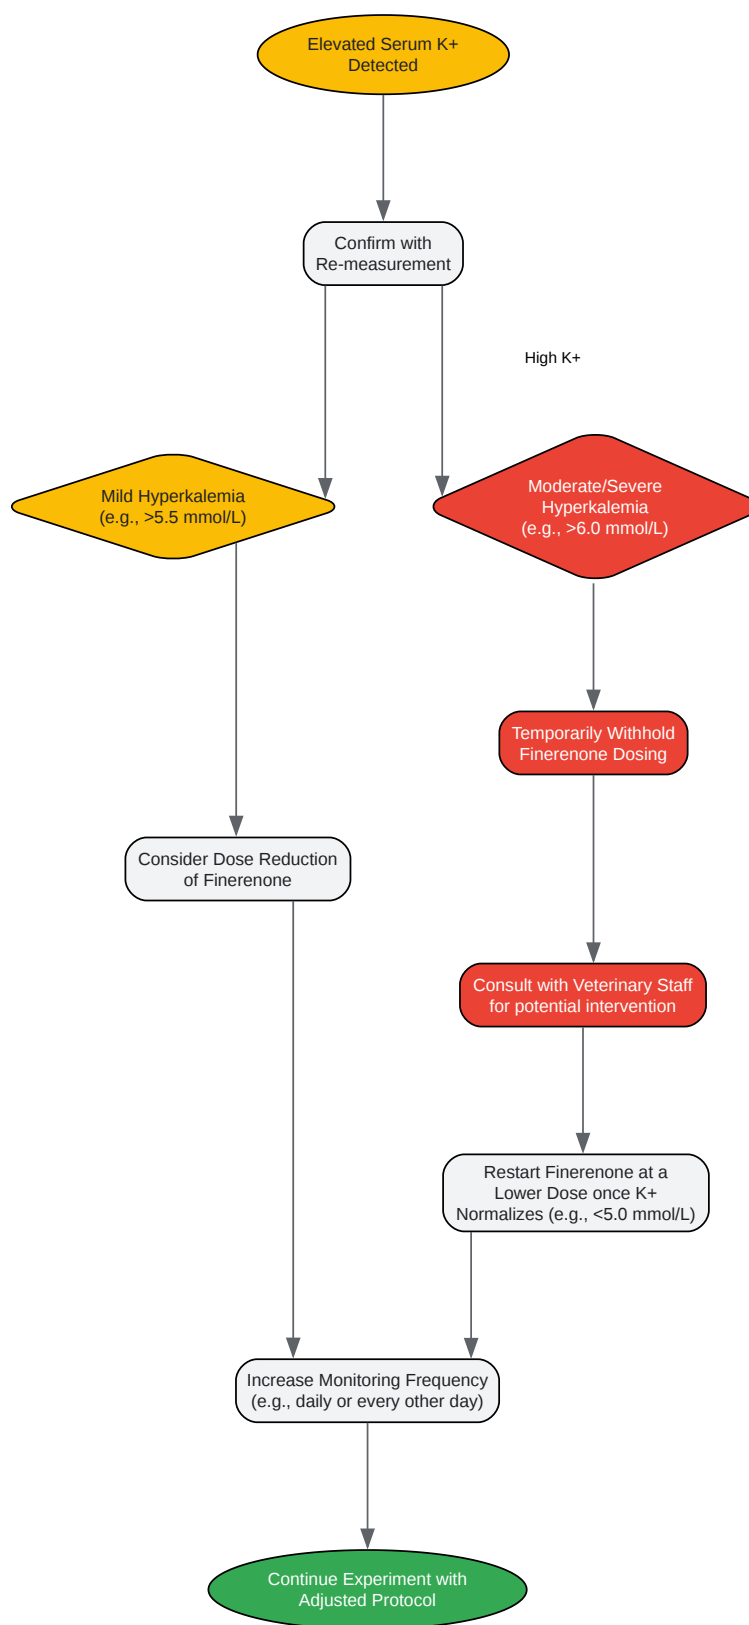 Elevated Serum K+
Detected
Confirm with
Re-measurement
High K+
Mild Hyperkalemia
(e.g., >5.5 mmol/L)
Moderate/Severe
Hyperkalemia
(e.g., >6.0 mmol/L)
Temporarily Withhold
Finerenone Dosing
Consider Dose Reduction
of Finerenone
Consult with Veterinary Staff
for potential intervention
Restart Finerenone at a
Lower Dose once K+
Normalizes (e.g., <5.0 mmol/L)
Increase Monitoring Frequency
(e.g., daily or every other day)
Continue Experiment with
Adjusted Protocol